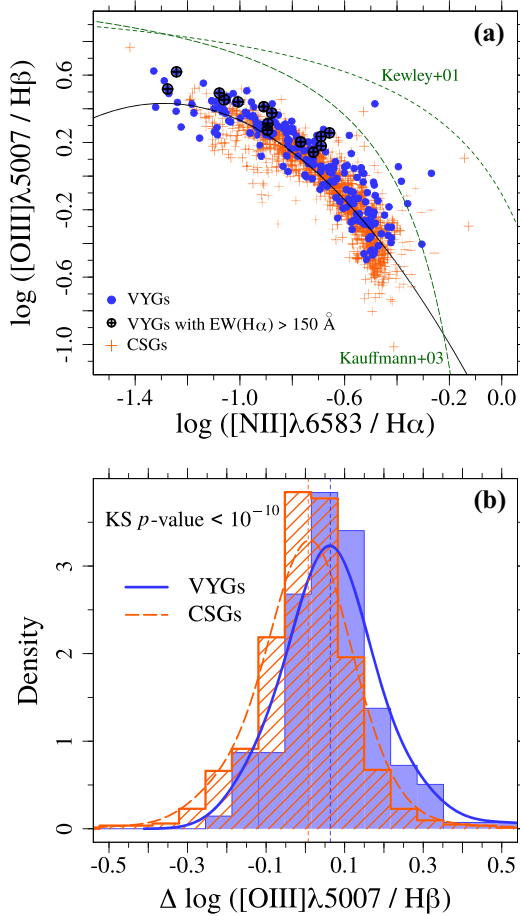 (a)
Kewley+01
VYGs
VYGs with EW(Hα) > 150 Å
CSGs
Kauffmann+03
log ([OIII]λ5007 / Hβ)
0.6
0.2
-0.2
-0.6
-1.0
-1.4
-1.0
-0.6
-0.2
0.0
log ([NII]λ6583 / Hα)
(b)
KS p-value < 10⁻¹⁰
VYGs
CSGs
Density
3
2
1
0
-0.5
-0.3
-0.1
0.1
0.3
0.5
Δ log ([OIII]λ5007 / Hβ)